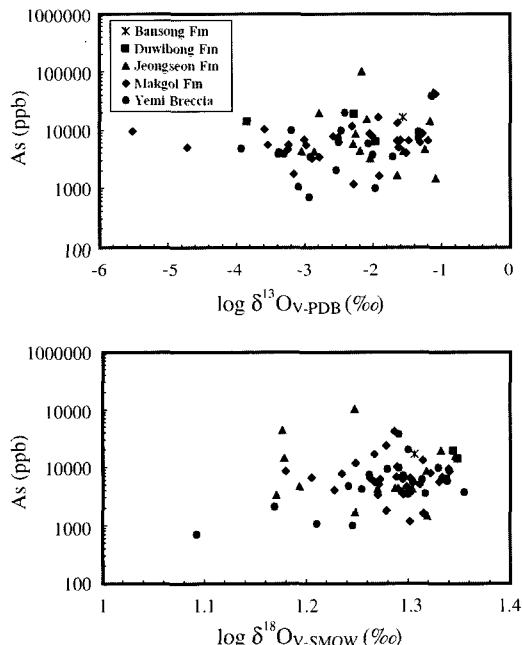 1000000
100000
10000
1000
100
As (ppb)
Bansong Fm
Duwibong Fm
Jeongseon Fm
Makgol Fm
Yemi Breccia
-6 -5 -4 -3 -2 -1 0
log δ13OV-PDB (‰)
1000000
100000
10000
1000
100
As (ppb)
1 1.1 1.2 1.3 1.4
log δ18OV-SMOW (‰)